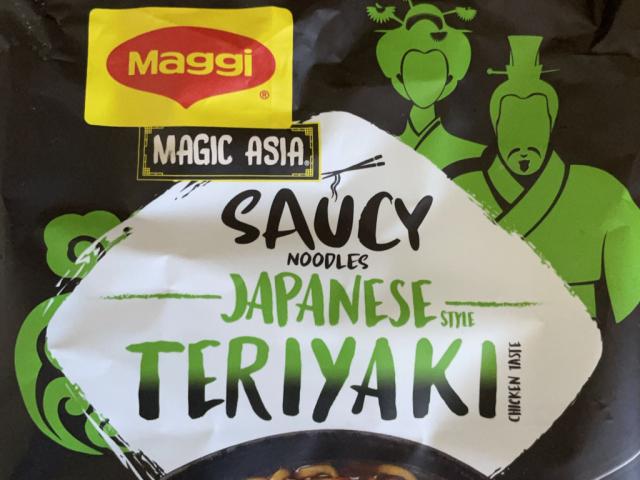 Maggi ®
MAGIC ASIA®
SAUCY
NOODLES
JAPANESE STYLE
TERIYAKI
CHICKEN TASTE